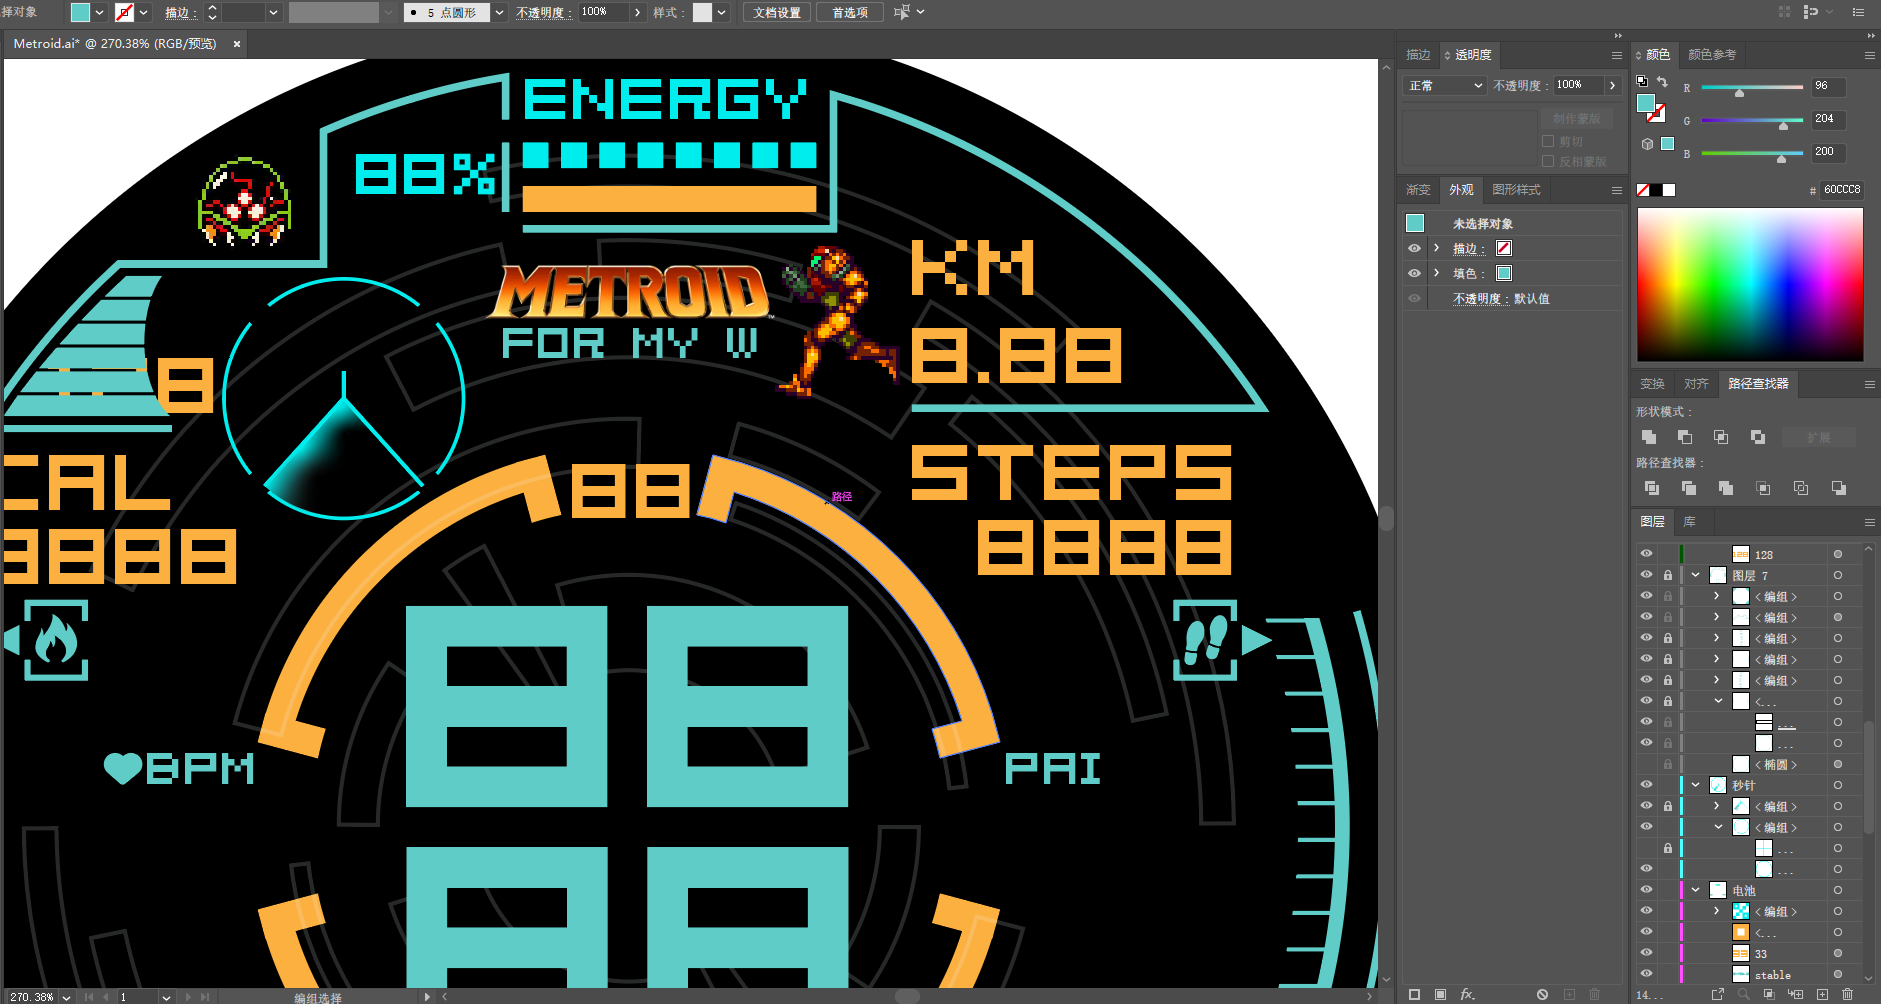 择对象 描边： 5 点圆形 不透明度： 100% 样式： 文档设置 首选项
Metroid.ai* @ 270.38% (RGB/预览) ×
ENERGY
88%
METROID
TM
FOR MY W
KM
8.88
8
CAL
8888
88
路径
STEPS
8888
88
BPM
PAI
88
270.38% 1 编组选择
描边 透明度
正常 不透明度： 100%
制作蒙版
剪切
反相蒙版
渐变 外观 图形样式
未选择对象
描边：
填色：
不透明度： 默认值
fx.
颜色 颜色参考
R 96
G 204
B 200
# 60CCC8
变换 对齐 路径查找器
形状模式：
扩展
路径查找器：
图层 库
128
图层 7
<编组>
<编组>
<编组>
<编组>
<编组>
<...
...
...
<椭圆>
秒针
<编组>
<编组>
...
...
电池
<编组>
<...
33
stable
14...